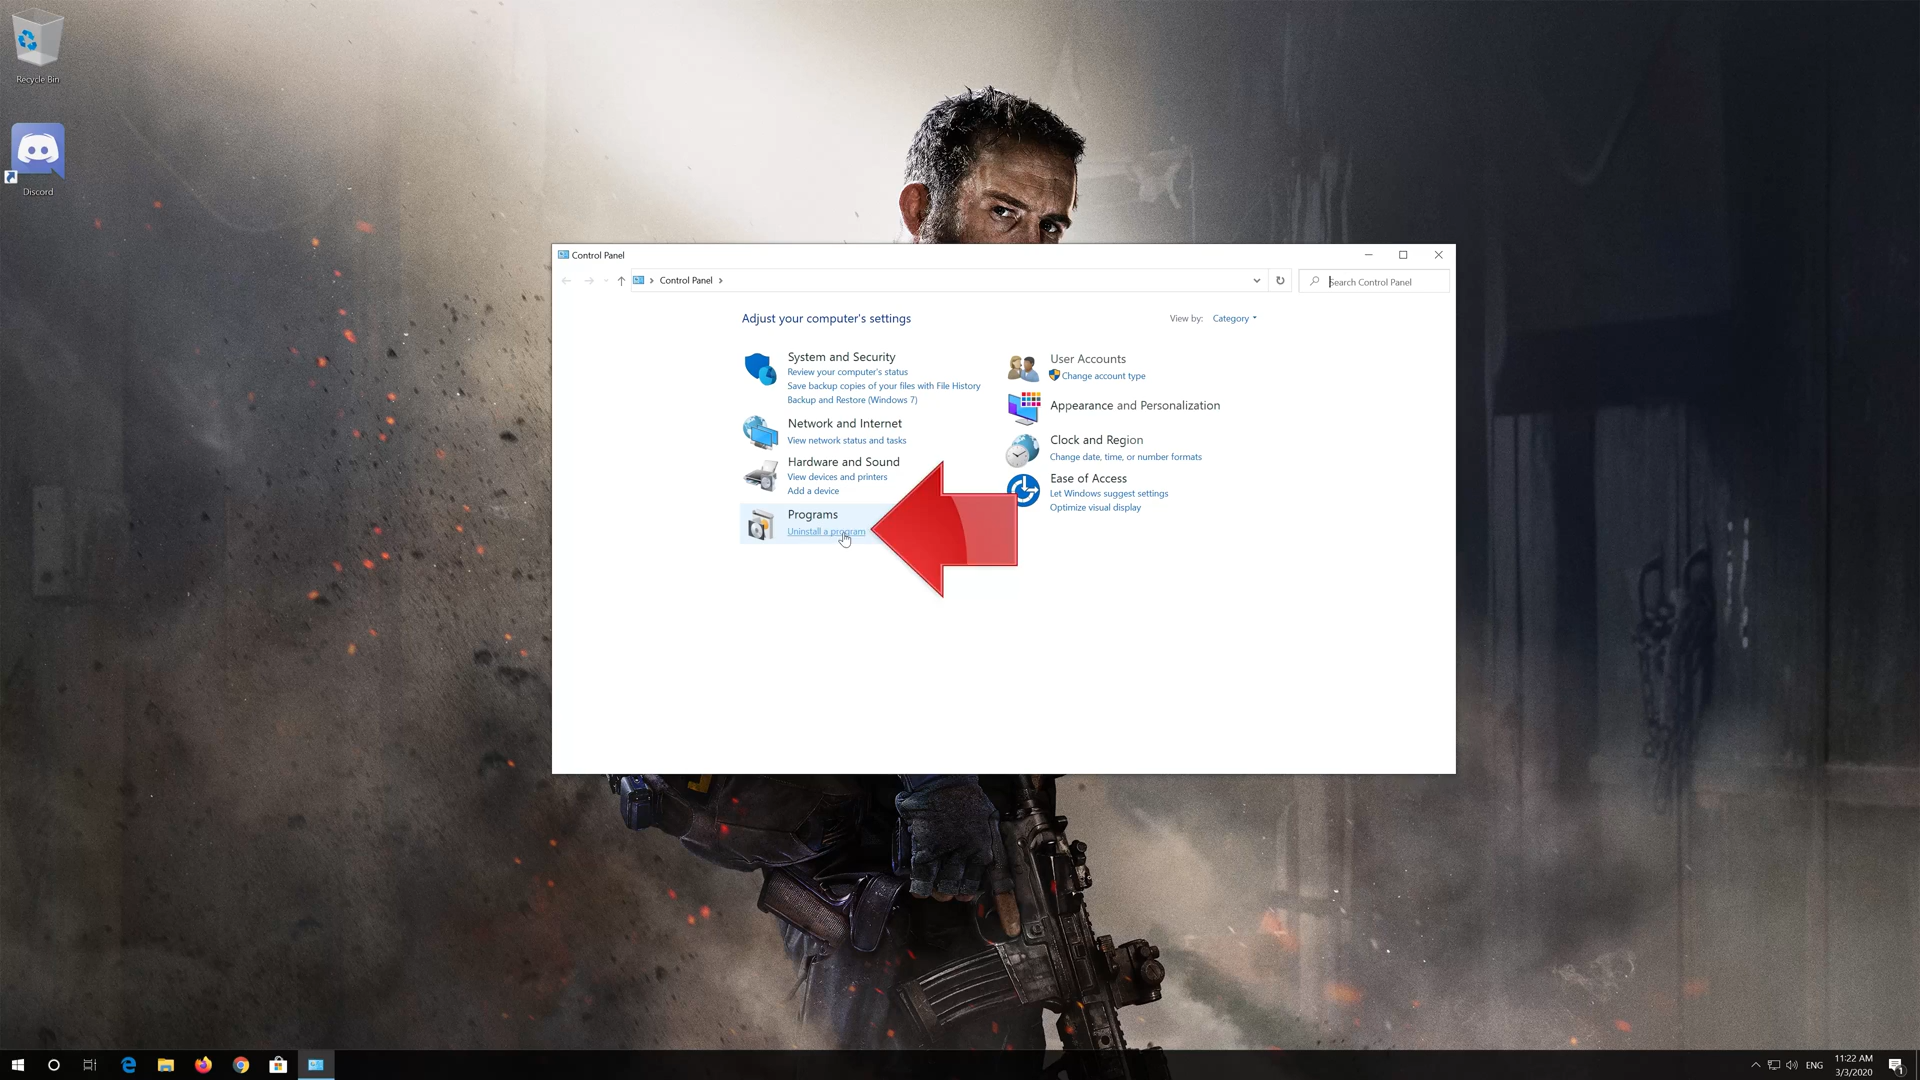 Recycle Bin
Discord
Control Panel
Control Panel
Search Control Panel
Adjust your computer's settings
View by: Category
System and Security
Review your computer's status
Save backup copies of your files with File History
Backup and Restore (Windows 7)
Network and Internet
View network status and tasks
Hardware and Sound
View devices and printers
Add a device
Programs
Uninstall a program
User Accounts
Change account type
Appearance and Personalization
Clock and Region
Change date, time, or number formats
Ease of Access
Let Windows suggest settings
Optimize visual display
ENG
11:22 AM
3/3/2020
1